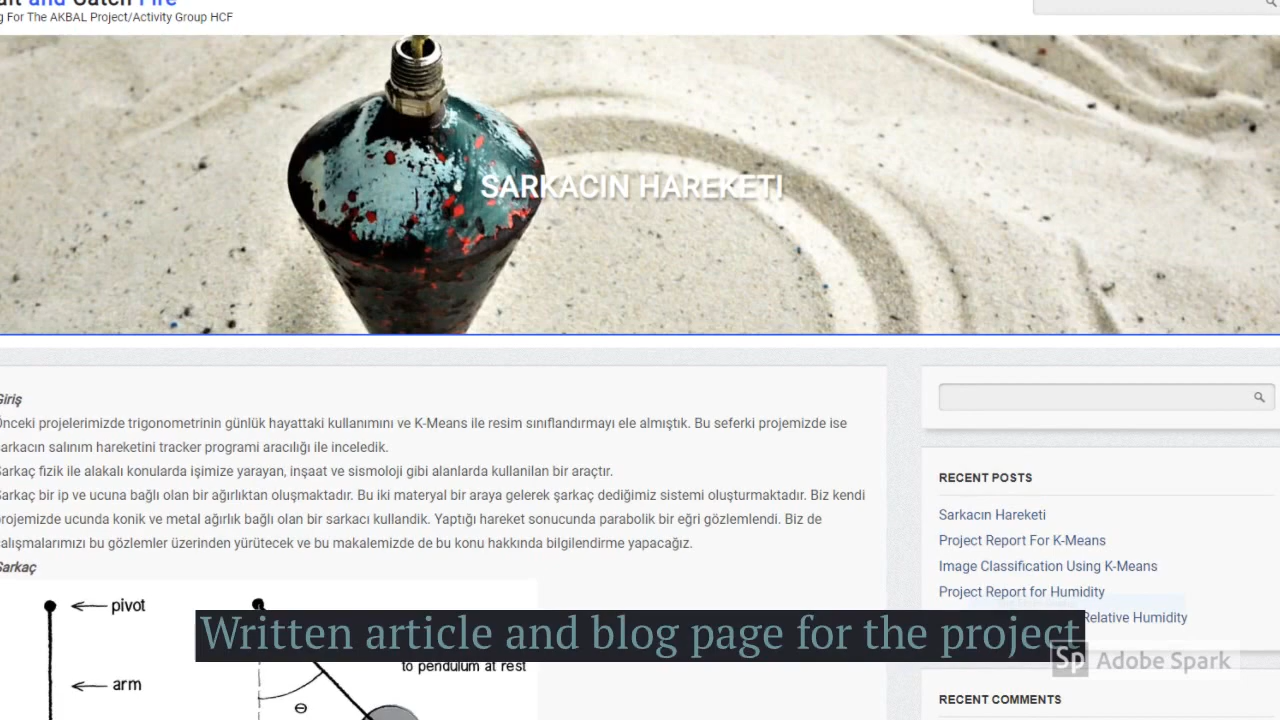 and Catch Fire
g For The AKBAL Project/Activity Group HCF
SARKACIN HAREKETI
Giriş
Önceki projelerimizde trigonometrinin günlük hayattaki kullanımını ve K-Means ile resim sınıflandırmayı ele almıştık. Bu seferki projemizde ise
sarkacın salınım hareketini tracker programi aracılığı ile inceledik.
Sarkaç fizik ile alakalı konularda işimize yarayan, inşaat ve sismoloji gibi alanlarda kullanilan bir araçtır.
Sarkaç bir ip ve ucuna bağlı olan bir ağırlıktan oluşmaktadır. Bu iki materyal bir araya gelerek şarkaç dediğimiz sistemi oluşturmaktadır. Biz kendi
projemizde ucunda konik ve metal ağırlık bağlı olan bir sarkacı kullandik. Yaptığı hareket sonucunda parabolik bir eğri gözlemlendi. Biz de
çalışmalarımızı bu gözlemler üzerinden yürütecek ve bu makalemizde de bu konu hakkında bilgilendirme yapacağız.
Sarkaç
pivot
arm
to pendulum at rest
Θ
RECENT POSTS
Sarkacın Hareketi
Project Report For K-Means
Image Classification Using K-Means
Project Report for Humidity
Relative Humidity
RECENT COMMENTS
Written article and blog page for the project
Sp Adobe Spark